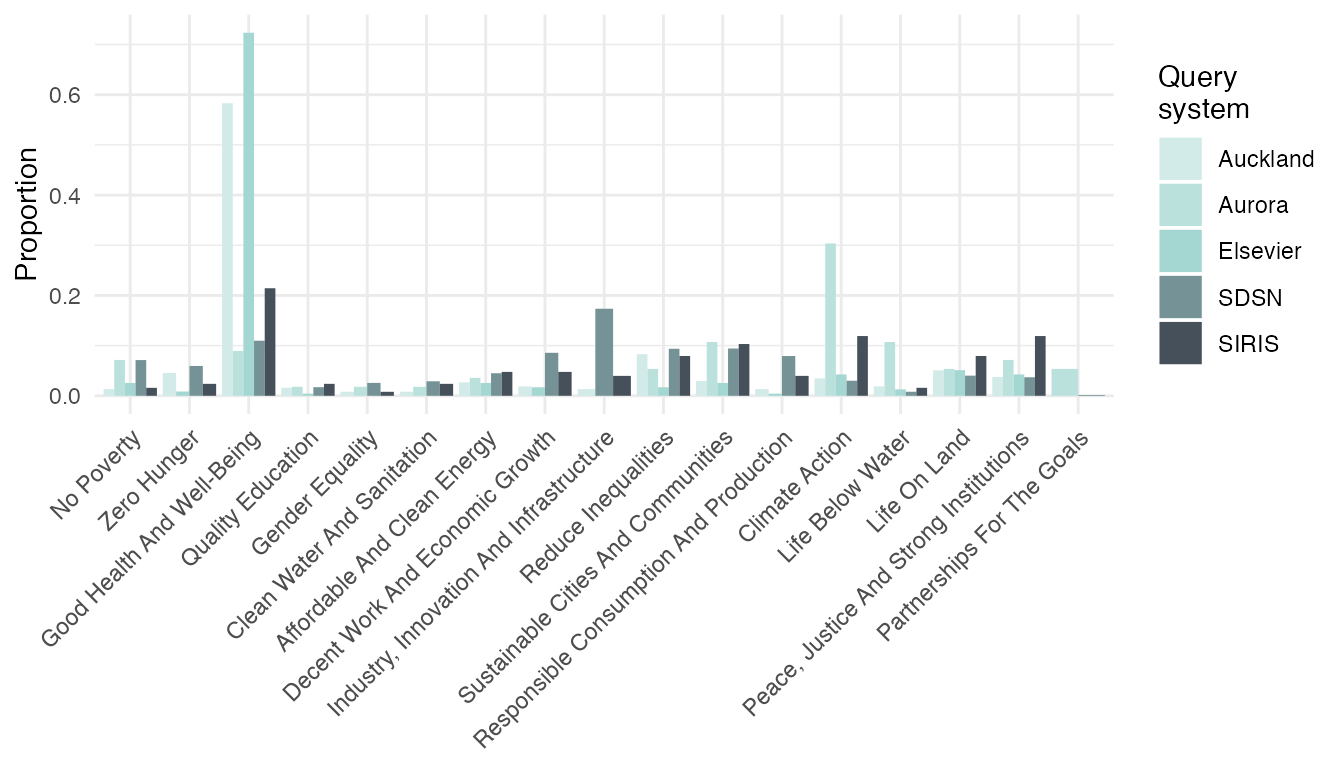 Proportion
0.6
0.4
0.2
0.0
No Poverty
Zero Hunger
Good Health And Well-Being
Quality Education
Gender Equality
Clean Water And Sanitation
Affordable And Clean Energy
Decent Work And Economic Growth
Industry, Innovation And Infrastructure
Reduce Inequalities
Sustainable Cities And Communities
Responsible Consumption And Production
Climate Action
Life Below Water
Life On Land
Peace, Justice And Strong Institutions
Partnerships For The Goals
Query
system
Auckland
Aurora
Elsevier
SDSN
SIRIS